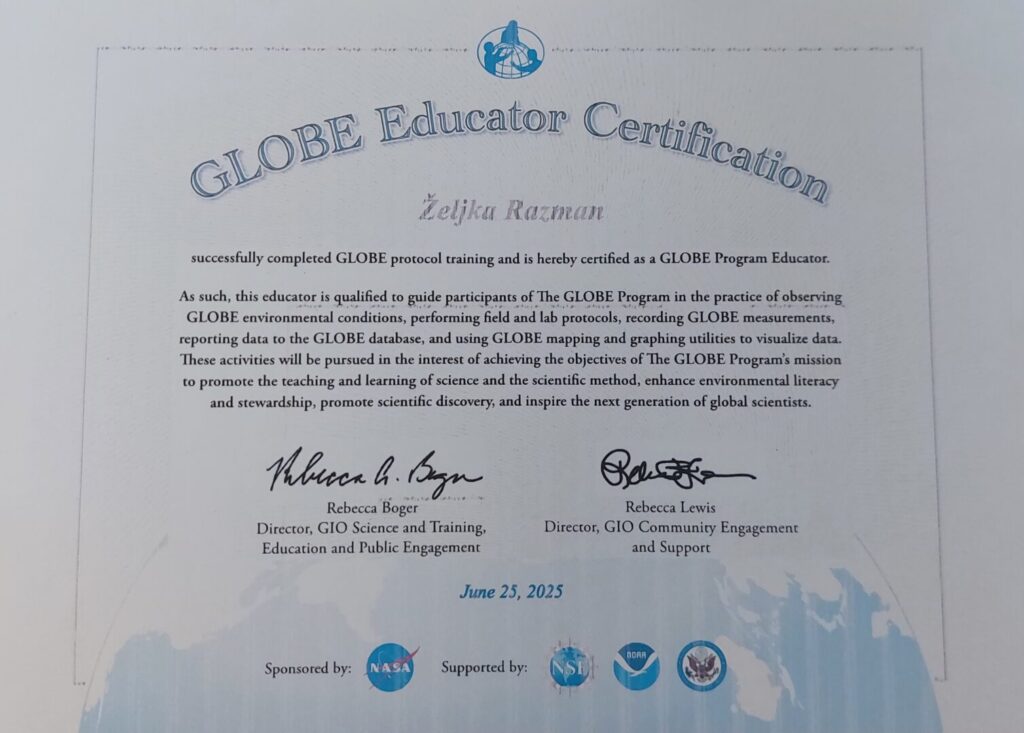 GLOBE Educator Certification
Željka Razman
successfully completed GLOBE protocol training and is hereby certified as a GLOBE Program Educator.
As such, this educator is qualified to guide participants of The GLOBE Program in the practice of observing
GLOBE environmental conditions, performing field and lab protocols, recording GLOBE measurements,
reporting data to the GLOBE database, and using GLOBE mapping and graphing utilities to visualize data.
These activities will be pursued in the interest of achieving the objectives of The GLOBE Program's mission
to promote the teaching and learning of science and the scientific method, enhance environmental literacy
and stewardship, promote scientific discovery, and inspire the next generation of global scientists.
Rebecca A. Boger
Rebecca Boger
Director, GIO Science and Training,
Education and Public Engagement
Rebecca Lewis
Director, GIO Community Engagement
and Support
June 25, 2025
Sponsored by: NASA Supported by: NSF NOAA